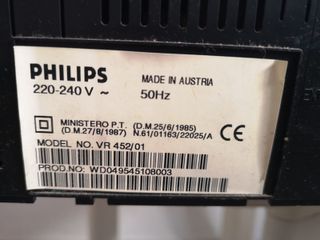 PHILIPS
MADE IN AUSTRIA
220-240 V ~
50Hz
MINISTERO P.T. (D.M.25/6/1985)
(D.M.27/8/1987) N.61/01163/22025/A
CE
MODEL NO. VR 452/01
PROD.NO: WD049545108003